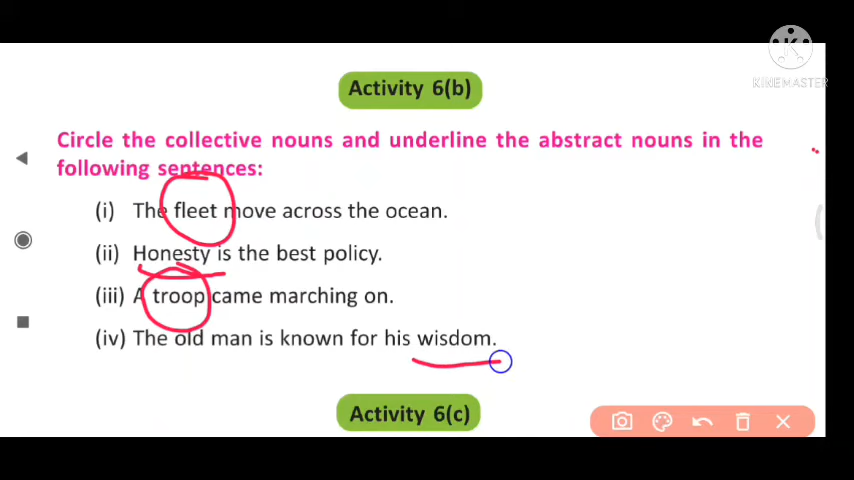 KINEMASTER
Activity 6(b)
Circle the collective nouns and underline the abstract nouns in the
following sentences:
(i) The fleet move across the ocean.
(ii) Honesty is the best policy.
(iii) A troop came marching on.
(iv) The old man is known for his wisdom.
Activity 6(c)